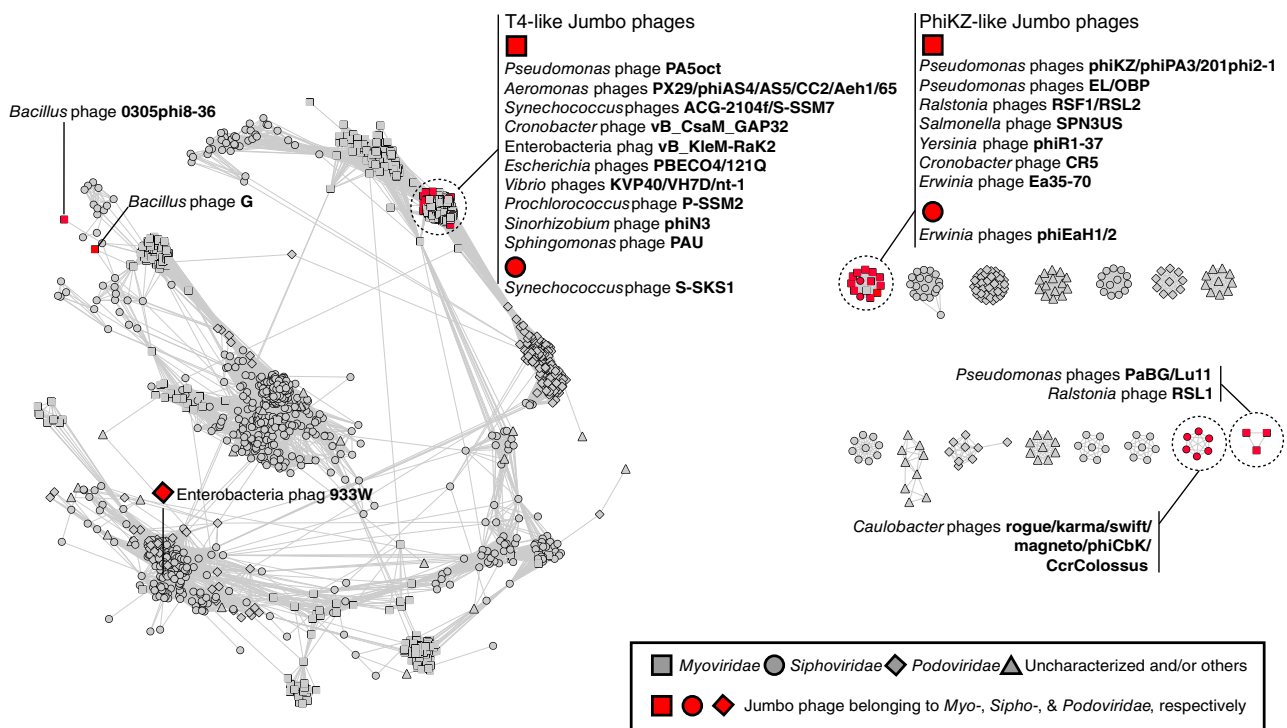 T4-like Jumbo phages
Pseudomonas phage PA5oct
Aeromonas phages PX29/phiAS4/AS5/CC2/Aeh1/65
Synechococcus phages ACG-2104f/S-SSM7
Cronobacter phage vB_CsaM_GAP32
Enterobacteria phag vB_KleM-RaK2
Escherichia phages PBECO4/121Q
Vibrio phages KVP40/VH7D/nt-1
Prochlorococcus phage P-SSM2
Sinorhizobium phage phiN3
Sphingomonas phage PAU
Synechococcus phage S-SKS1
PhiKZ-like Jumbo phages
Pseudomonas phages phiKZ/phiPA3/201phi2-1
Pseudomonas phages EL/OBP
Ralstonia phages RSF1/RSL2
Salmonella phage SPN3US
Yersinia phage phiR1-37
Cronobacter phage CR5
Erwinia phage Ea35-70
Erwinia phages phiEaH1/2
Bacillus phage 0305phi8-36
Bacillus phage G
Pseudomonas phages PaBG/Lu11
Ralstonia phage RSL1
Enterobacteria phag 933W
Caulobacter phages rogue/karma/swift/
magneto/phiCbK/
CcrColossus
Myoviridae Siphoviridae Podoviridae Uncharacterized and/or others
Jumbo phage belonging to Myo-, Sipho-, & Podoviridae, respectively